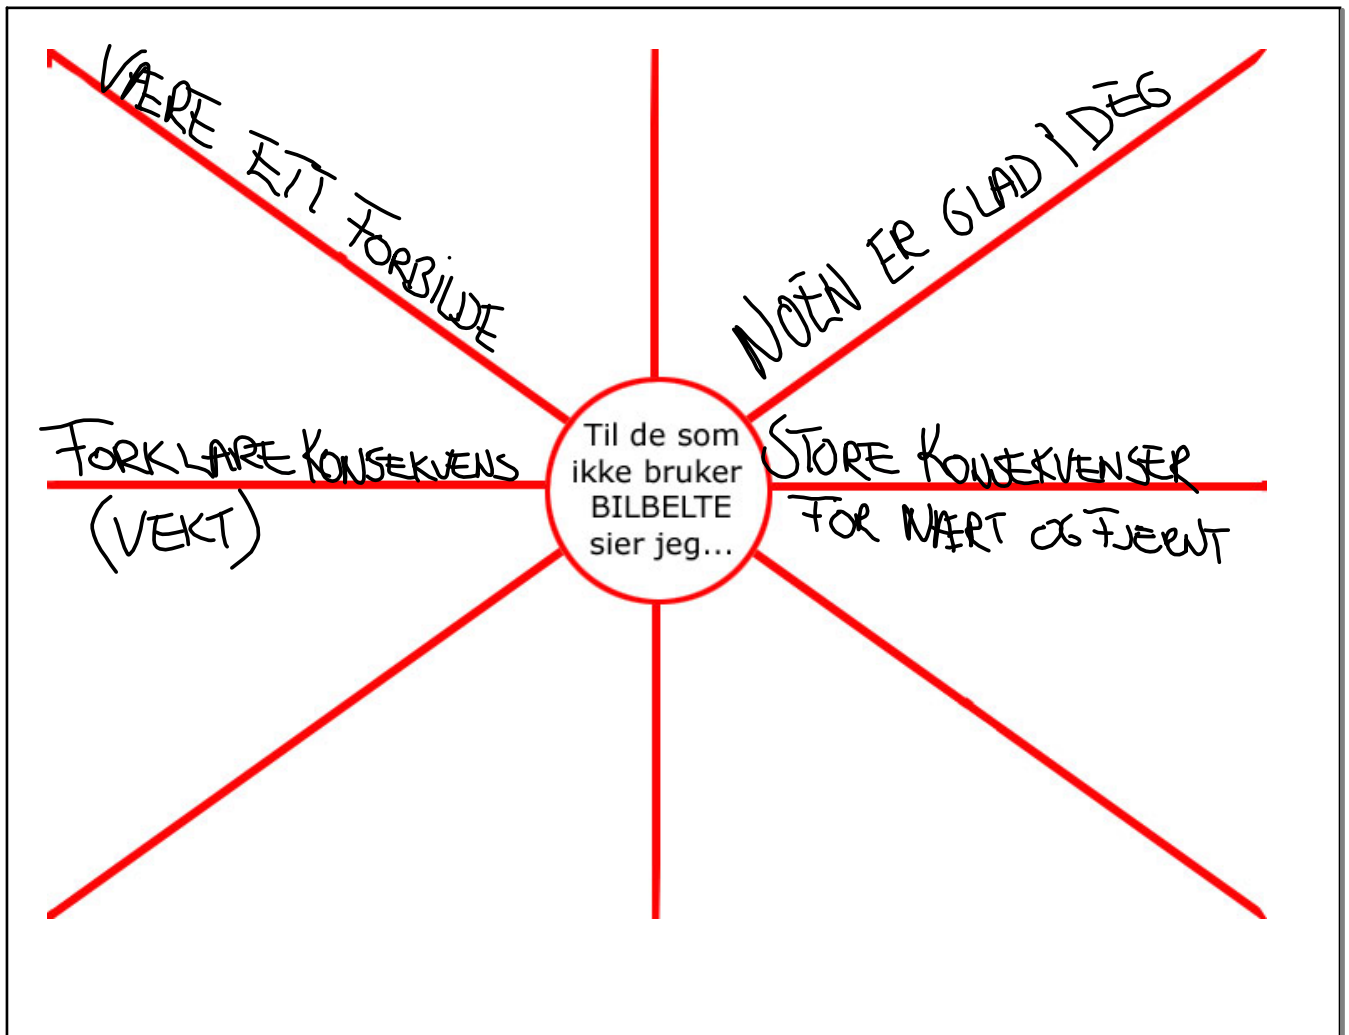 VÆRE ETT FORBILDE
NOEN ER GLAD I DEG
FORKLARE KONSEKVENS
(VEKT)
Til de som
ikke bruker
BILBELTE
sier jeg...
STORE KONSEKVENSER
FOR NÆRT OG FJERNT